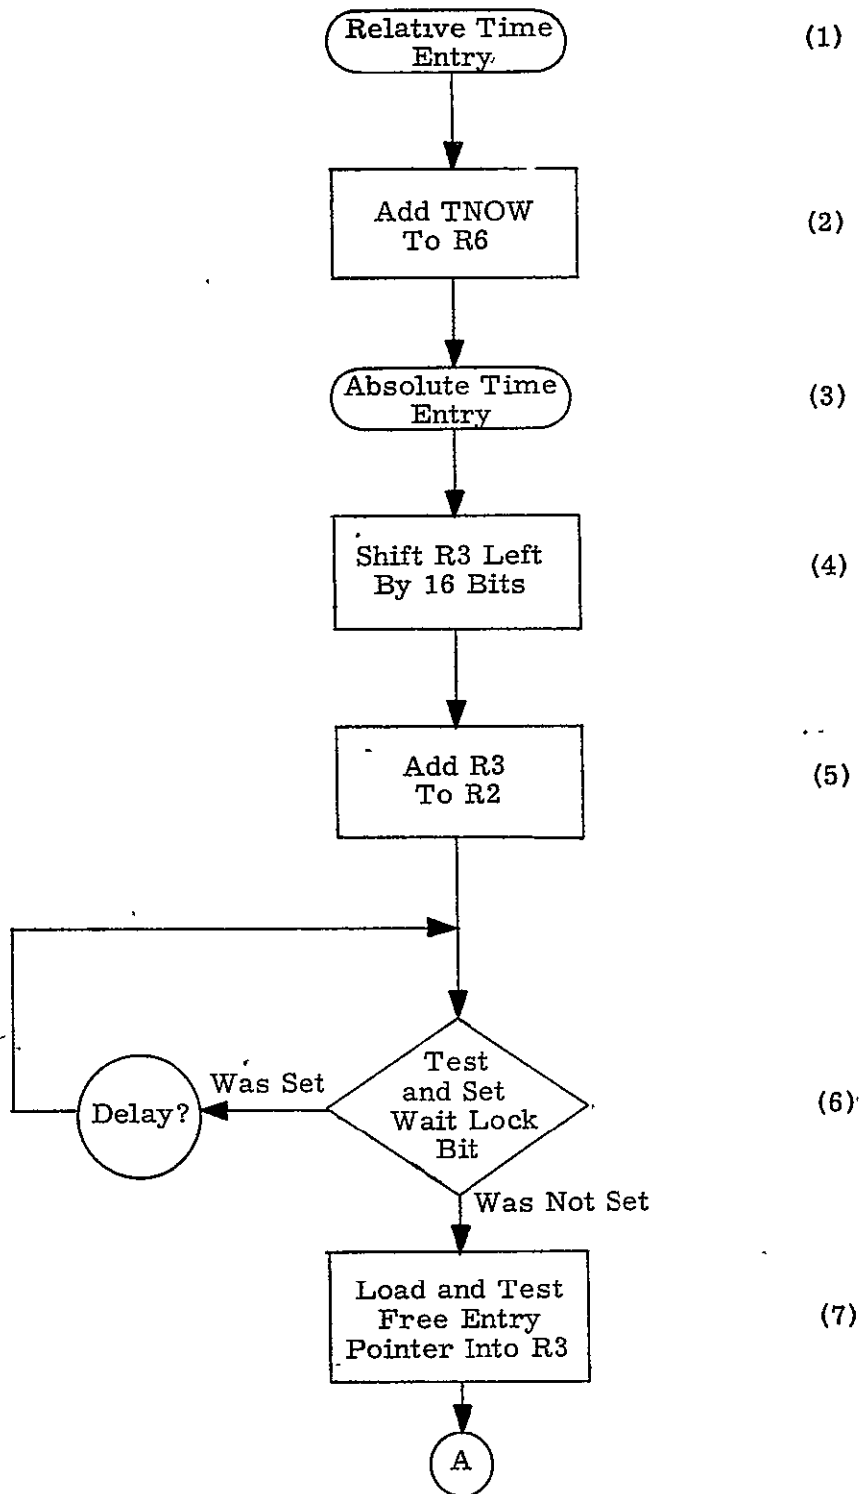 Relative Time
Entry
(1)
Add TNOW
To R6
(2)
Absolute Time
Entry
(3)
Shift R3 Left
By 16 Bits
(4)
Add R3
To R2
(5)
Test
and Set
Wait Lock
Bit
(6)
Was Set
Delay?
Was Not Set
Load and Test
Free Entry
Pointer Into R3
(7)
A